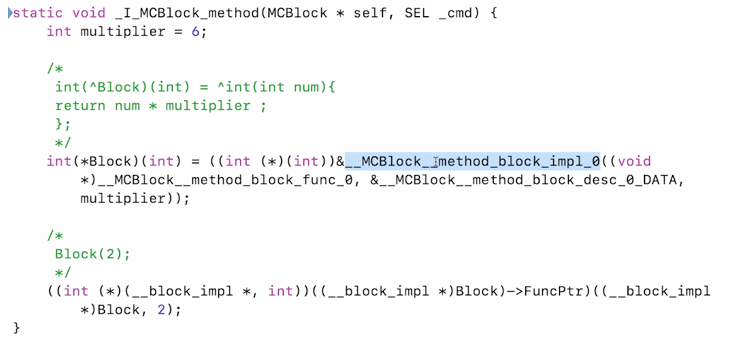 static void _I_MCBlock_method(MCBlock * self, SEL _cmd) {
int multiplier = 6;
/*
int(^Block)(int) = ^int(int num){
return num * multiplier ;
};
*/
int(*Block)(int) = ((int (*)(int))&__MCBlock__method_block_impl_0((void
*)__MCBlock__method_block_func_0, &__MCBlock__method_block_desc_0_DATA,
multiplier));
/*
Block(2);
*/
((int (*)(__block_impl *, int))((__block_impl *)Block)->FuncPtr)((__block_impl
*)Block, 2);
}